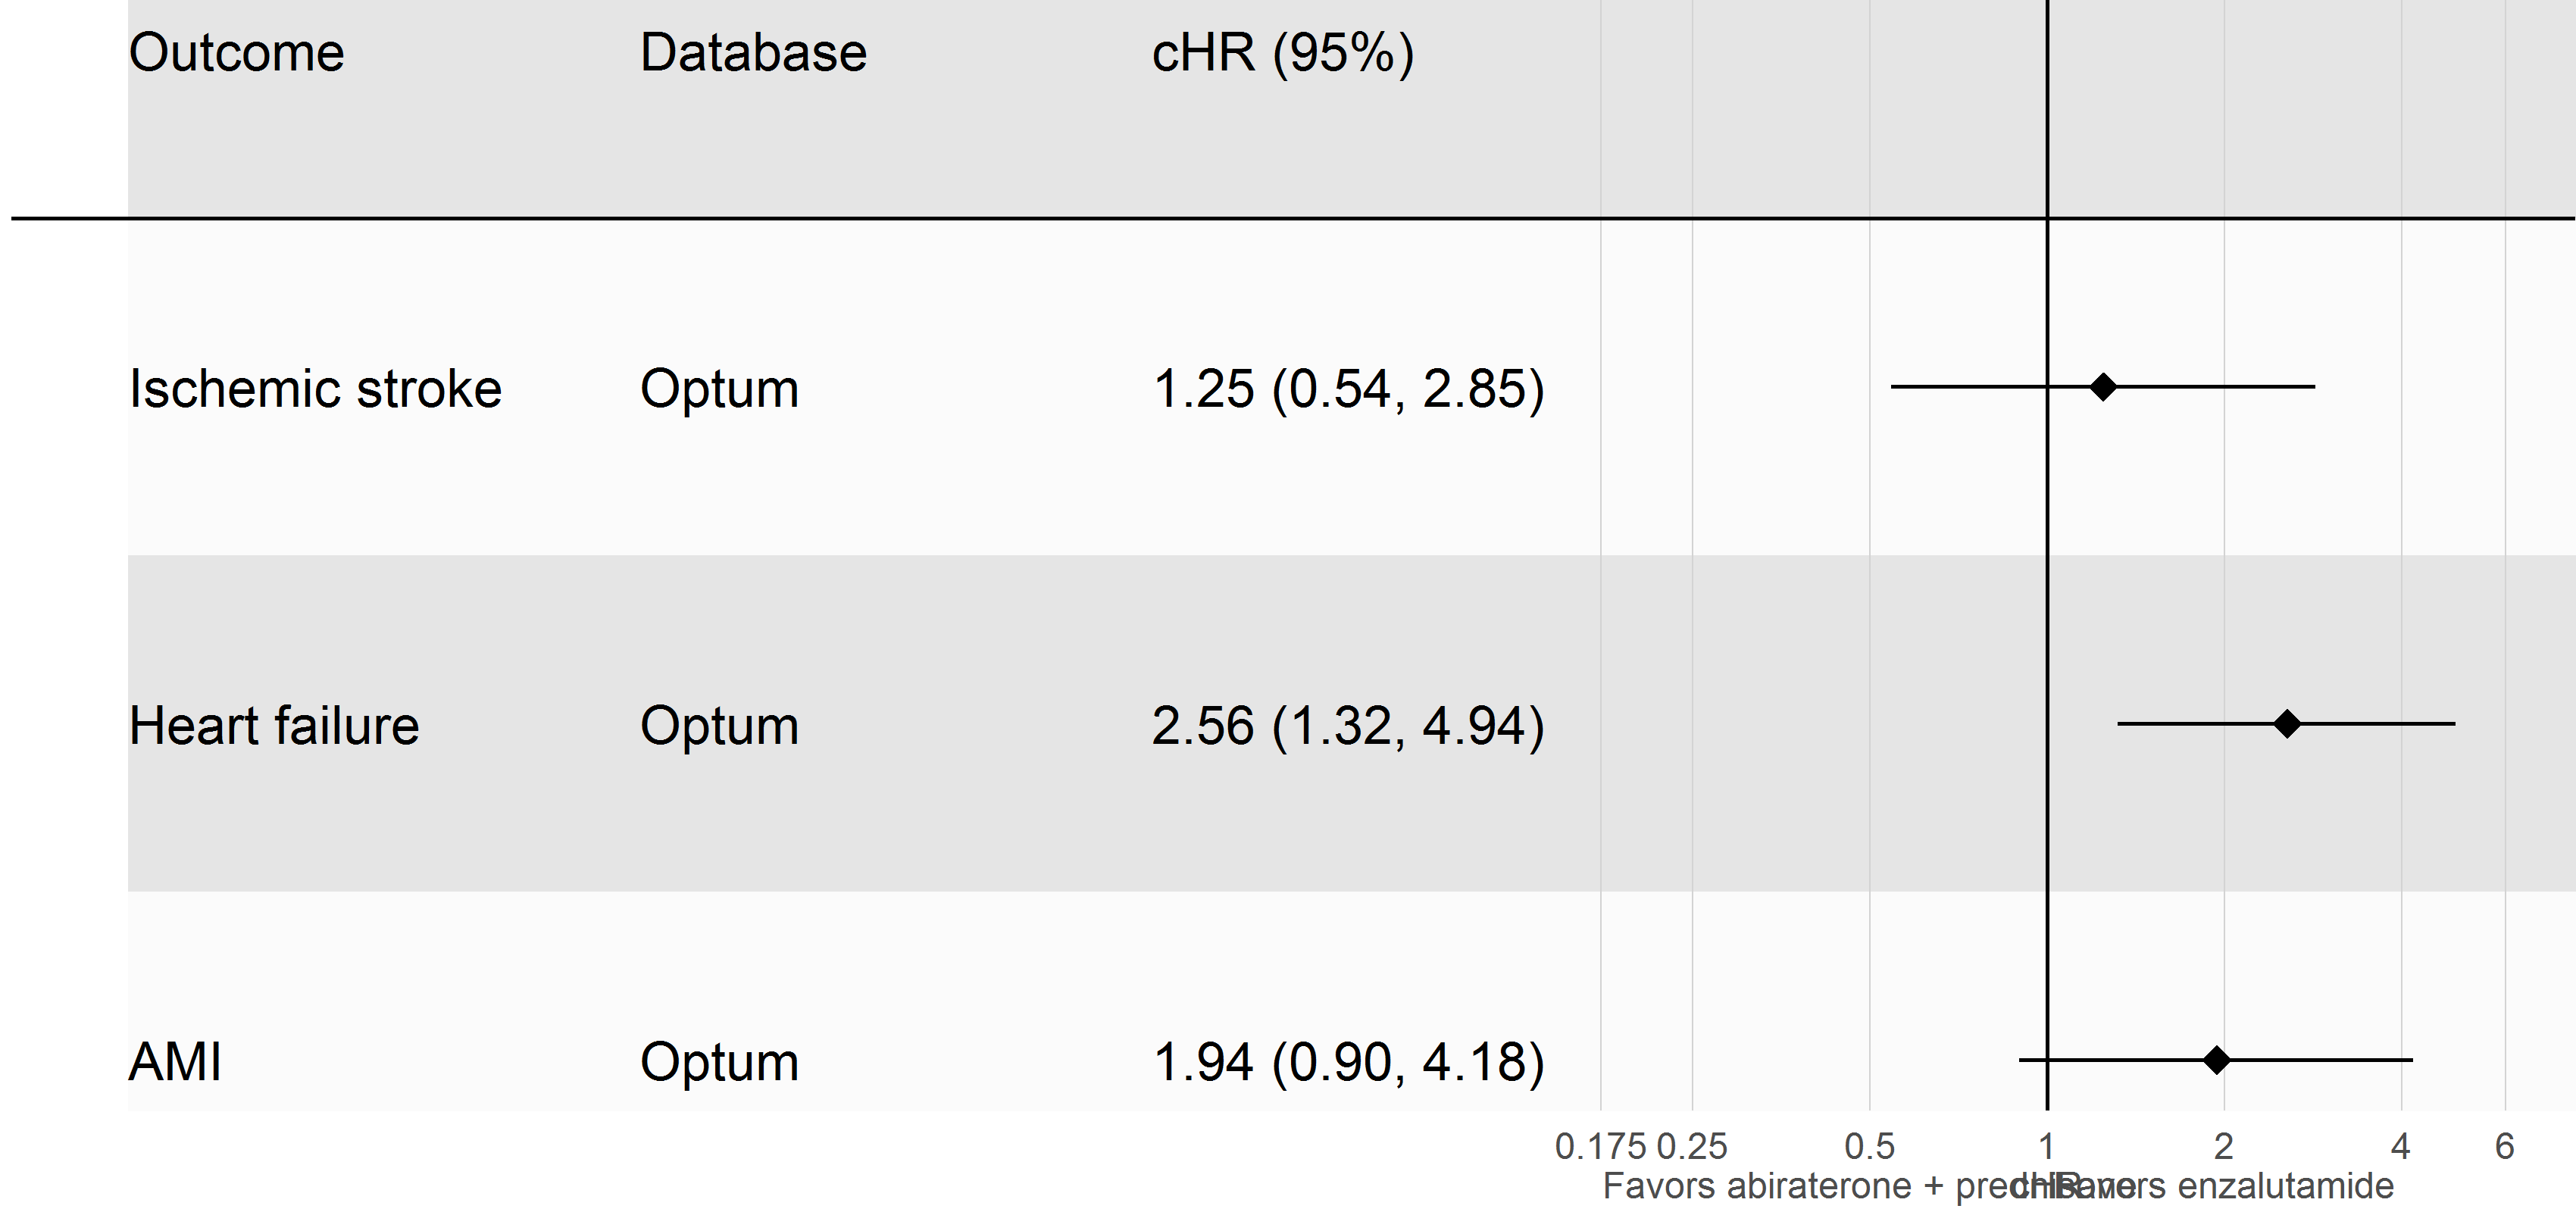 Outcome Database cHR (95%)
Ischemic stroke Optum 1.25 (0.54, 2.85)
Heart failure Optum 2.56 (1.32, 4.94)
AMI Optum 1.94 (0.90, 4.18)
0.175 0.25 0.5 1 2 4 6
Favors abiraterone + prednisone cHR Favors enzalutamide